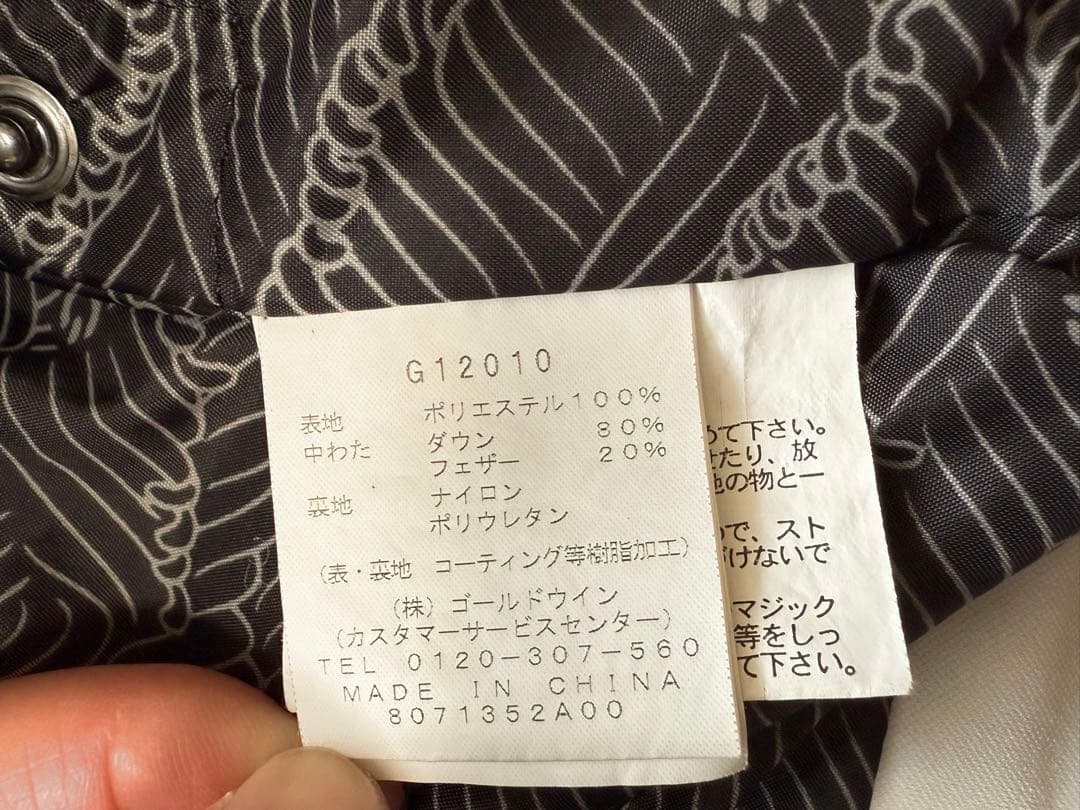 G12010
表地 ポリエステル100%
中わた ダウン 80%
フェザー 20%
裏地 ナイロン
ポリウレタン
(表・裏地 コーティング等樹脂加工)
(株)ゴールドウイン
(カスタマーサービスセンター)
TEL 0120-307-560
MADE IN CHINA
8071352A00
めて下さい。
せたり、放
他の物と一
で、スト
づけないで
マジック
等をしっ
て下さい。